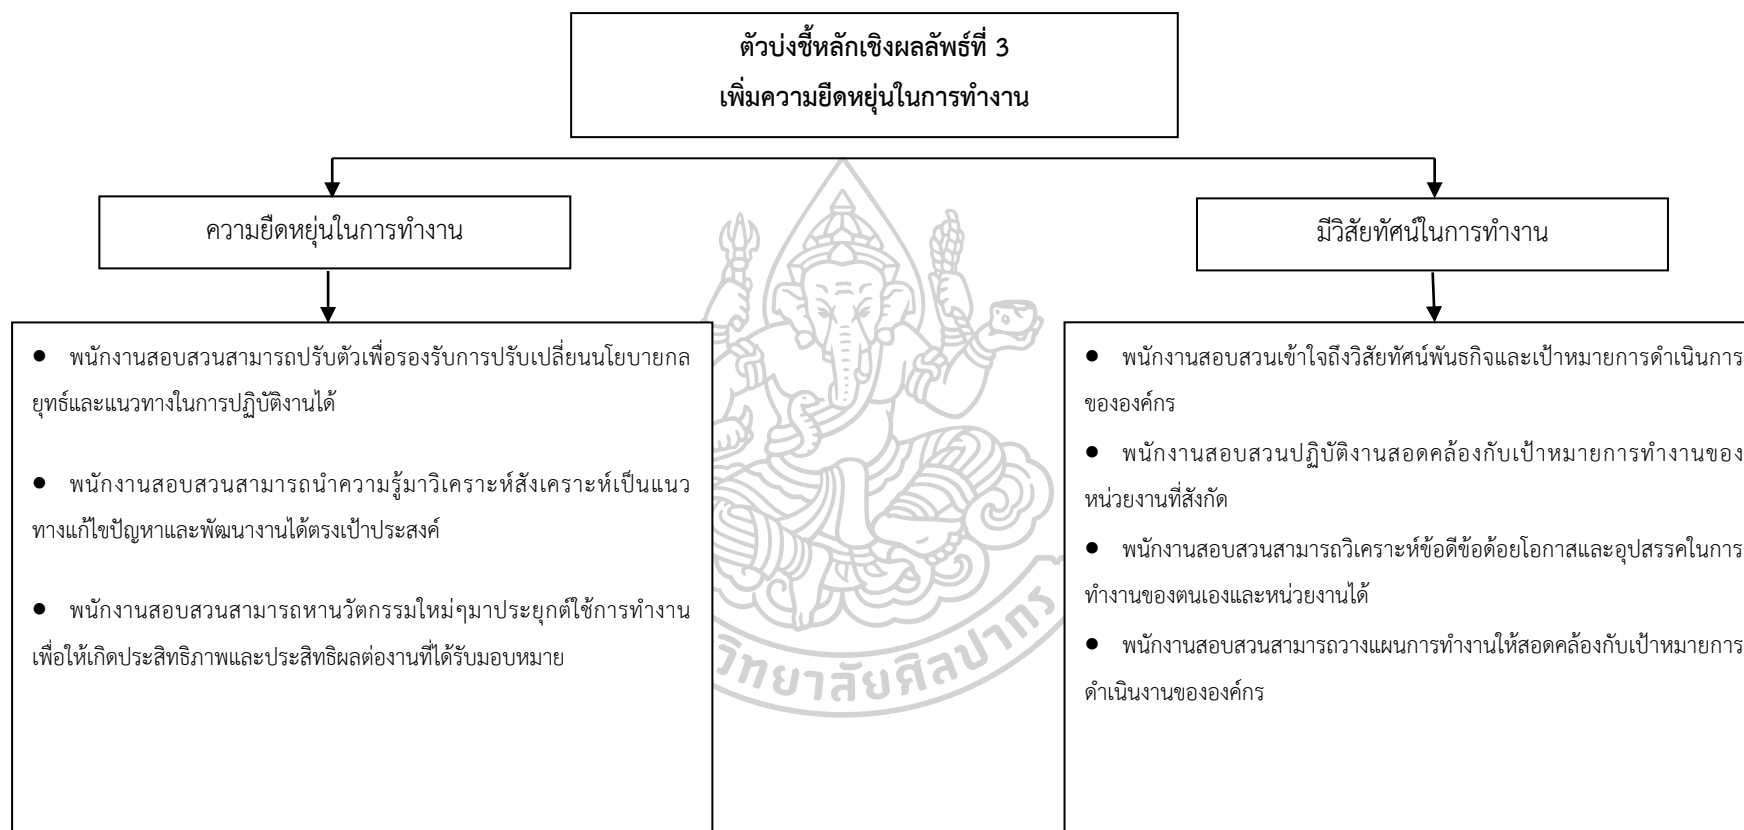 ตัวบ่งชี้หลักเชิงผลลัพธ์ที่ 3
เพิ่มความยืดหยุ่นในการทำงาน
ความยืดหยุ่นในการทำงาน
มีวิสัยทัศน์ในการทำงาน
● พนักงานสอบสวนสามารถปรับตัวเพื่อรองรับการปรับเปลี่ยนนโยบายกล
ยุทธ์และแนวทางในการปฏิบัติงานได้
● พนักงานสอบสวนสามารถนำความรู้มาวิเคราะห์สังเคราะห์เป็นแนว
ทางแก้ไขปัญหาและพัฒนางานได้ตรงเป้าประสงค์
● พนักงานสอบสวนสามารถหานวัตกรรมใหม่ๆมาประยุกต์ใช้การทำงาน
เพื่อให้เกิดประสิทธิภาพและประสิทธิผลต่องานที่ได้รับมอบหมาย
● พนักงานสอบสวนเข้าใจถึงวิสัยทัศน์พันธกิจและเป้าหมายการดำเนินการ
ขององค์กร
● พนักงานสอบสวนปฏิบัติงานสอดคล้องกับเป้าหมายการทำงานของ
หน่วยงานที่สังกัด
● พนักงานสอบสวนสามารถวิเคราะห์ข้อดีข้อด้อยโอกาสและอุปสรรคในการ
ทำงานของตนเองและหน่วยงานได้
● พนักงานสอบสวนสามารถวางแผนการทำงานให้สอดคล้องกับเป้าหมายการ
ดำเนินงานขององค์กร
วิทยาลัยศิลปากร